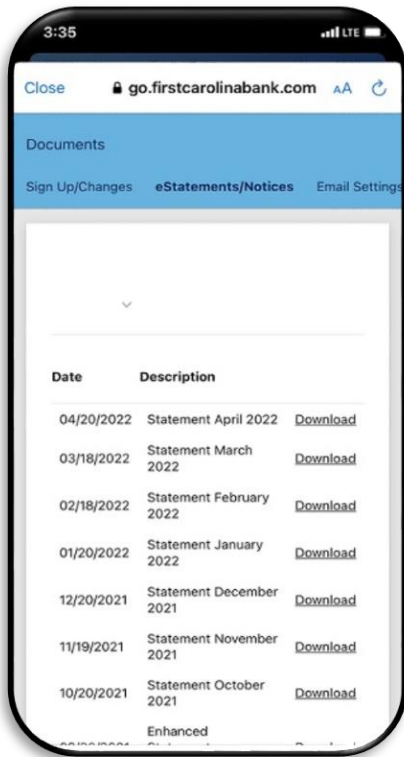 3:35 LTE
Close go.firstcarolinabank.com AA
Documents
Sign Up/Changes eStatements/Notices Email Settings
Date Description
04/20/2022 Statement April 2022 Download
03/18/2022 Statement March
2022 Download
02/18/2022 Statement February
2022 Download
01/20/2022 Statement January
2022 Download
12/20/2021 Statement December
2021 Download
11/19/2021 Statement November
2021 Download
10/20/2021 Statement October
2021 Download
Enhanced